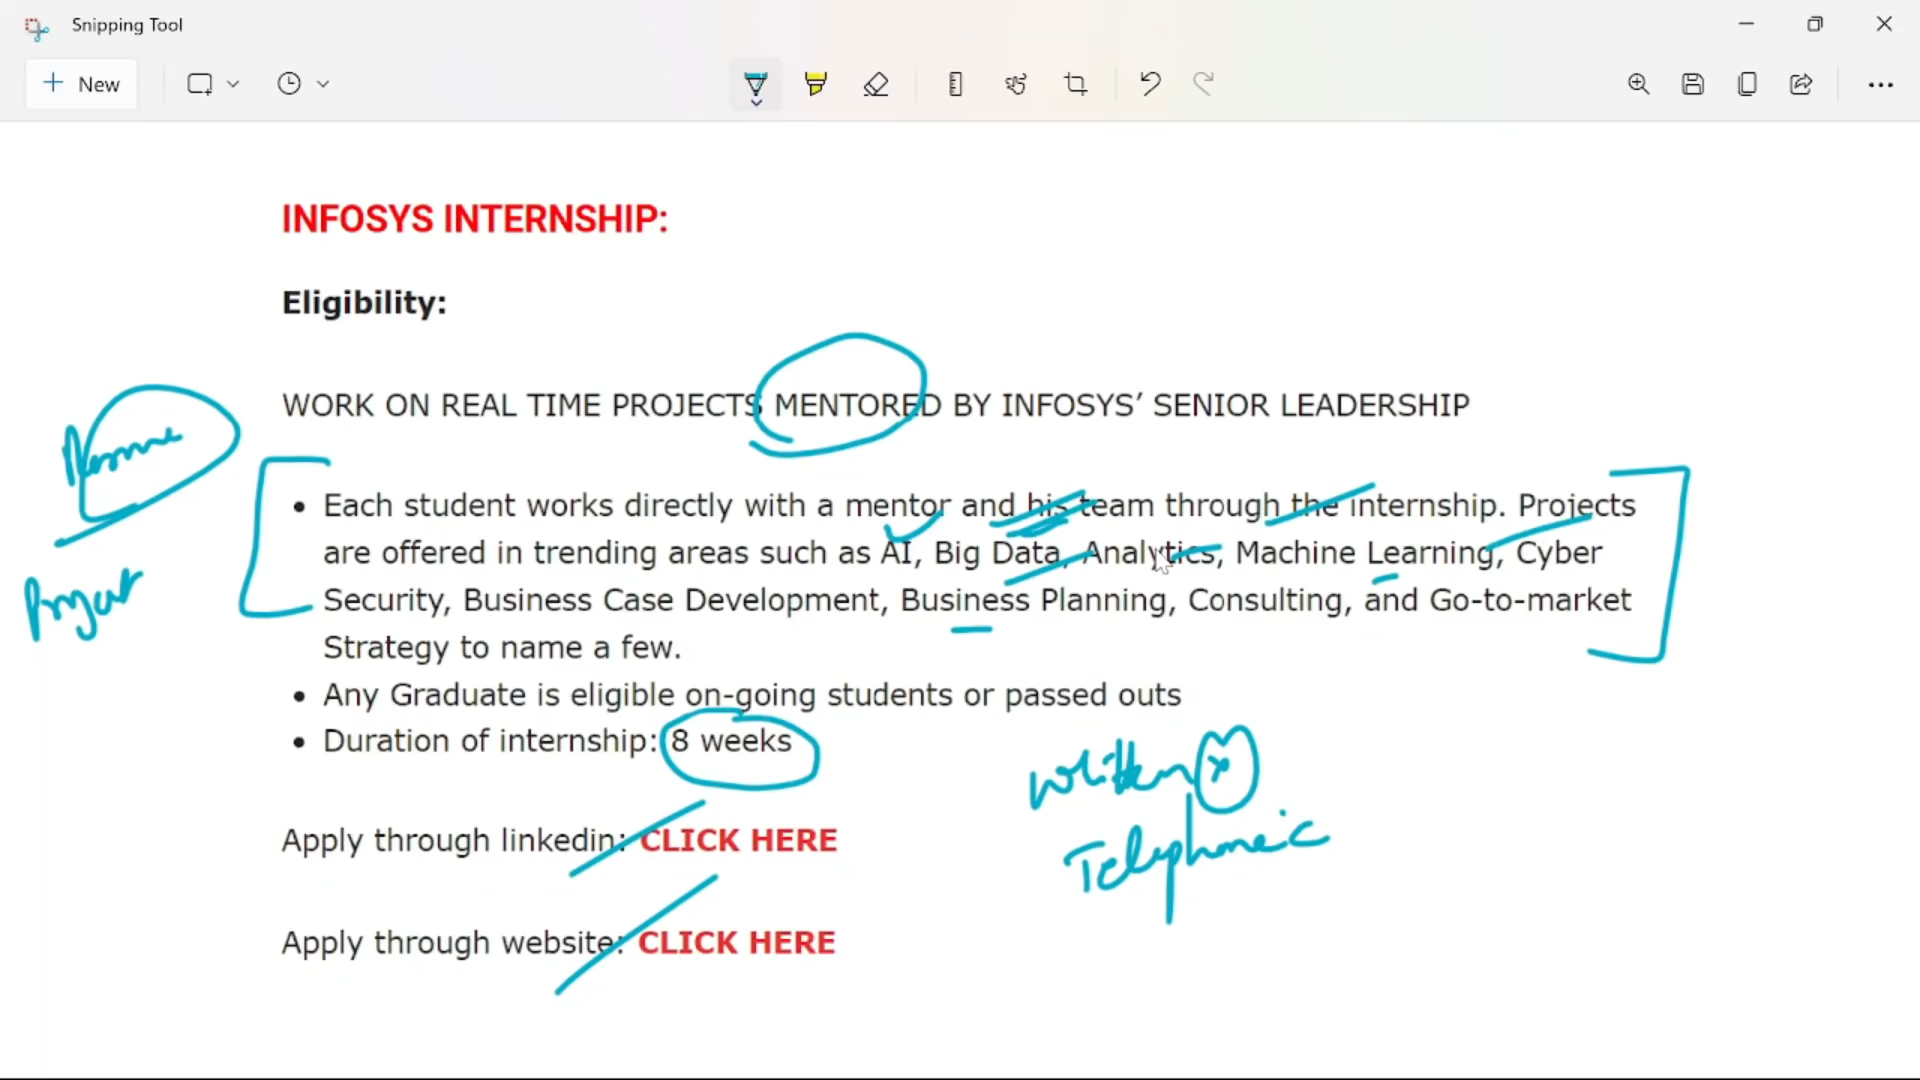 Snipping Tool
New
INFOSYS INTERNSHIP:
Eligibility:
WORK ON REAL TIME PROJECTS MENTORED BY INFOSYS’ SENIOR LEADERSHIP
• Each student works directly with a mentor and his team through the internship. Projects
are offered in trending areas such as AI, Big Data, Analytics, Machine Learning, Cyber
Security, Business Case Development, Business Planning, Consulting, and Go-to-market
Strategy to name a few.
Project
• Any Graduate is eligible on-going students or passed outs
• Duration of internship: 8 weeks
Written x
Telephonic
Apply through linkedin: CLICK HERE
Apply through website: CLICK HERE